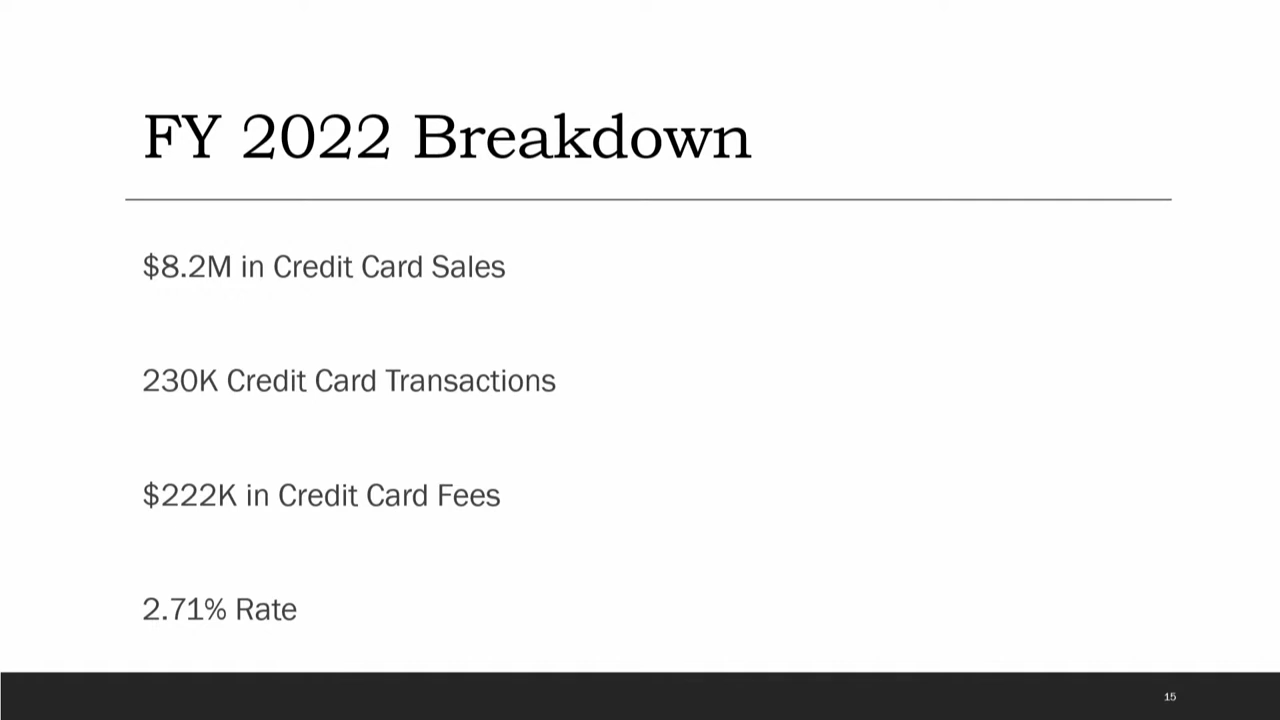 FY 2022 Breakdown
$8.2M in Credit Card Sales
230K Credit Card Transactions
$222K in Credit Card Fees
2.71% Rate
15